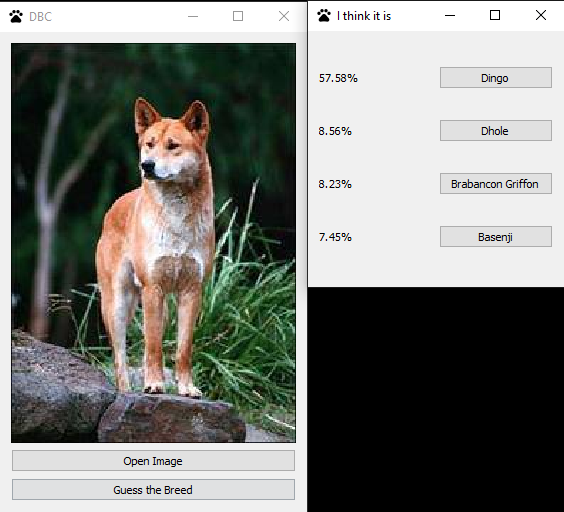 DBC
Open Image
Guess the Breed
I think it is
57.58% Dingo
8.56% Dhole
8.23% Brabancon Griffon
7.45% Basenji